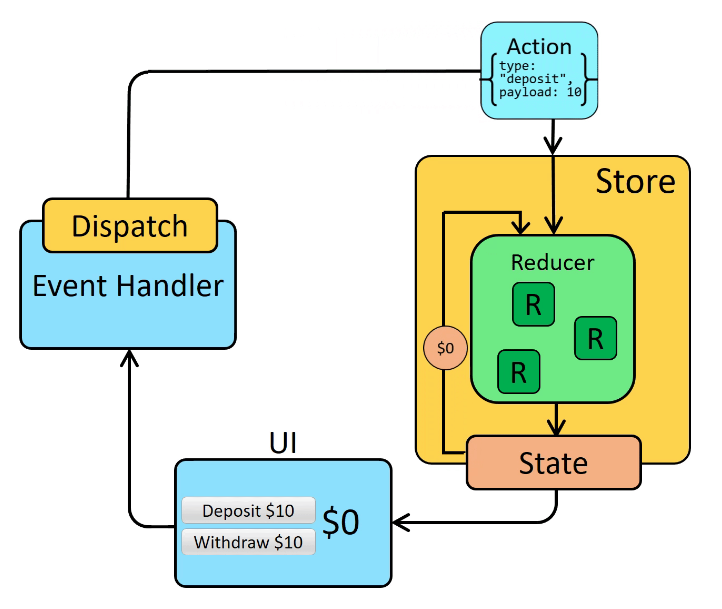 Action
{ type:
"deposit",
payload: 10 }
Store
Dispatch
Event Handler
Reducer
R
R
R
$0
State
UI
Deposit $10
Withdraw $10
$0